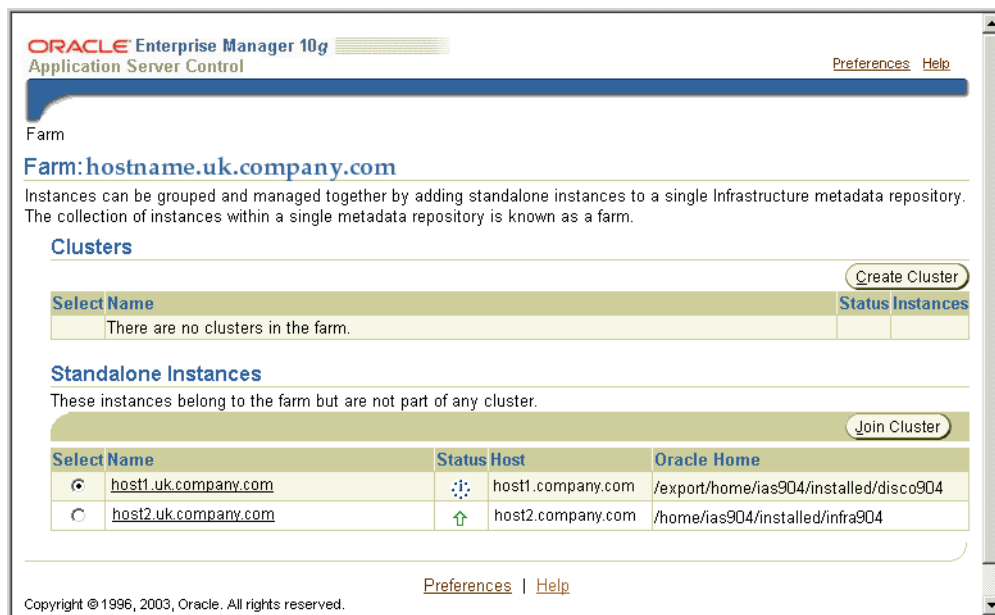 ORACLE Enterprise Manager 10g
Application Server Control
Preferences Help
Farm
Farm: hostname.uk.company.com
Instances can be grouped and managed together by adding standalone instances to a single Infrastructure metadata repository.
The collection of instances within a single metadata repository is known as a farm.
Clusters
Create Cluster
Select Name Status Instances
There are no clusters in the farm.
Standalone Instances
These instances belong to the farm but are not part of any cluster.
Join Cluster
Select Name Status Host Oracle Home
host1.uk.company.com host1.company.com /export/home/ias904/installed/disco904
host2.uk.company.com host2.company.com /home/ias904/installed/infra904
Preferences | Help
Copyright © 1996, 2003, Oracle. All rights reserved.